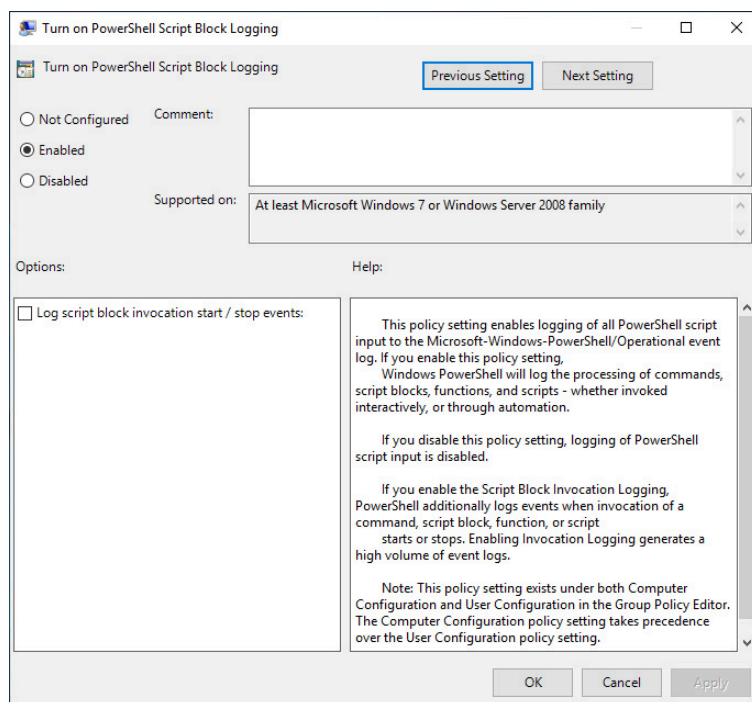 Turn on PowerShell Script Block Logging
Turn on PowerShell Script Block Logging
Previous Setting
Next Setting
Not Configured
Comment:
Enabled
Disabled
Supported on:
At least Microsoft Windows 7 or Windows Server 2008 family
Options:
Help:
Log script block invocation start / stop events:
This policy setting enables logging of all PowerShell script
input to the Microsoft-Windows-PowerShell/Operational event
log. If you enable this policy setting,
Windows PowerShell will log the processing of commands,
script blocks, functions, and scripts - whether invoked
interactively, or through automation.
If you disable this policy setting, logging of PowerShell
script input is disabled.
If you enable the Script Block Invocation Logging,
PowerShell additionally logs events when invocation of a
command, script block, function, or script
starts or stops. Enabling Invocation Logging generates a
high volume of event logs.
Note: This policy setting exists under both Computer
Configuration and User Configuration in the Group Policy Editor.
The Computer Configuration policy setting takes precedence
over the User Configuration policy setting.
OK
Cancel
Apply